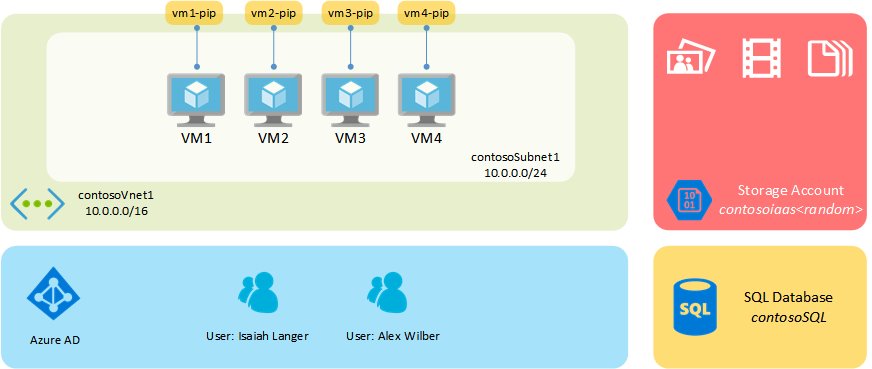 vm1-pip
vm2-pip
vm3-pip
vm4-pip
VM1
VM2
VM3
VM4
contosoSubnet1
10.0.0.0/24
contosoVnet1
10.0.0.0/16
10
01
Storage Account
contosoiaas<random>
Azure AD
User: Isaiah Langer
User: Alex Wilber
SQL
SQL Database
contosoSQL